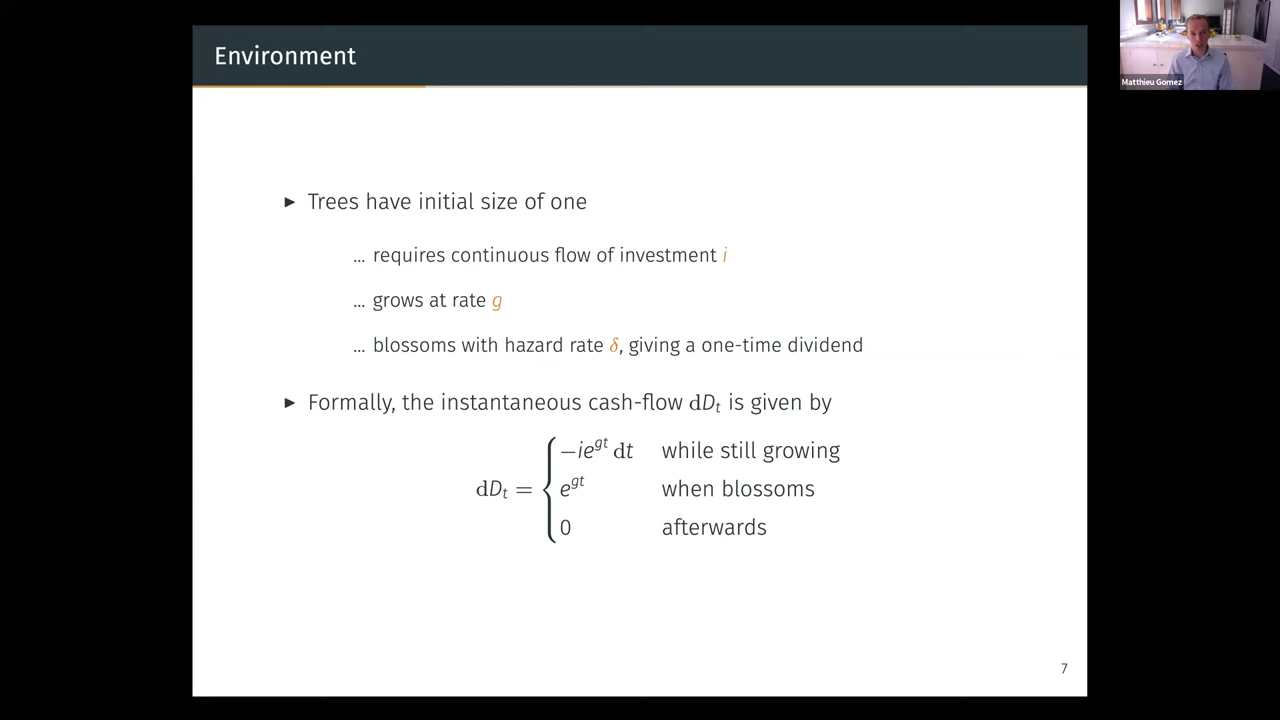 Environment
Matthieu Gomez
▶ Trees have initial size of one
... requires continuous flow of investment i
... grows at rate g
... blossoms with hazard rate δ, giving a one-time dividend
▶ Formally, the instantaneous cash-flow dD_t is given by
dD_t = { −ie^{gt} dt while still growing
e^{gt} when blossoms
0 afterwards
7